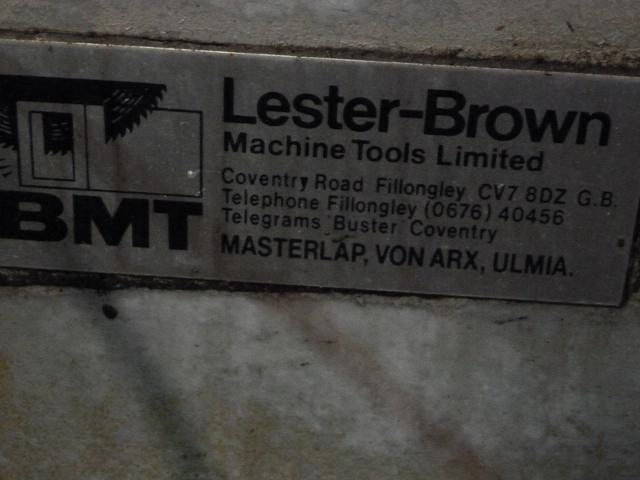 Lester-Brown
Machine Tools Limited
Coventry Road Fillongley CV7 8DZ G.B.
Telephone Fillongley (0676) 40456
Telegrams Buster Coventry
MASTERLAP, VON ARX, ULMIA.
BMT